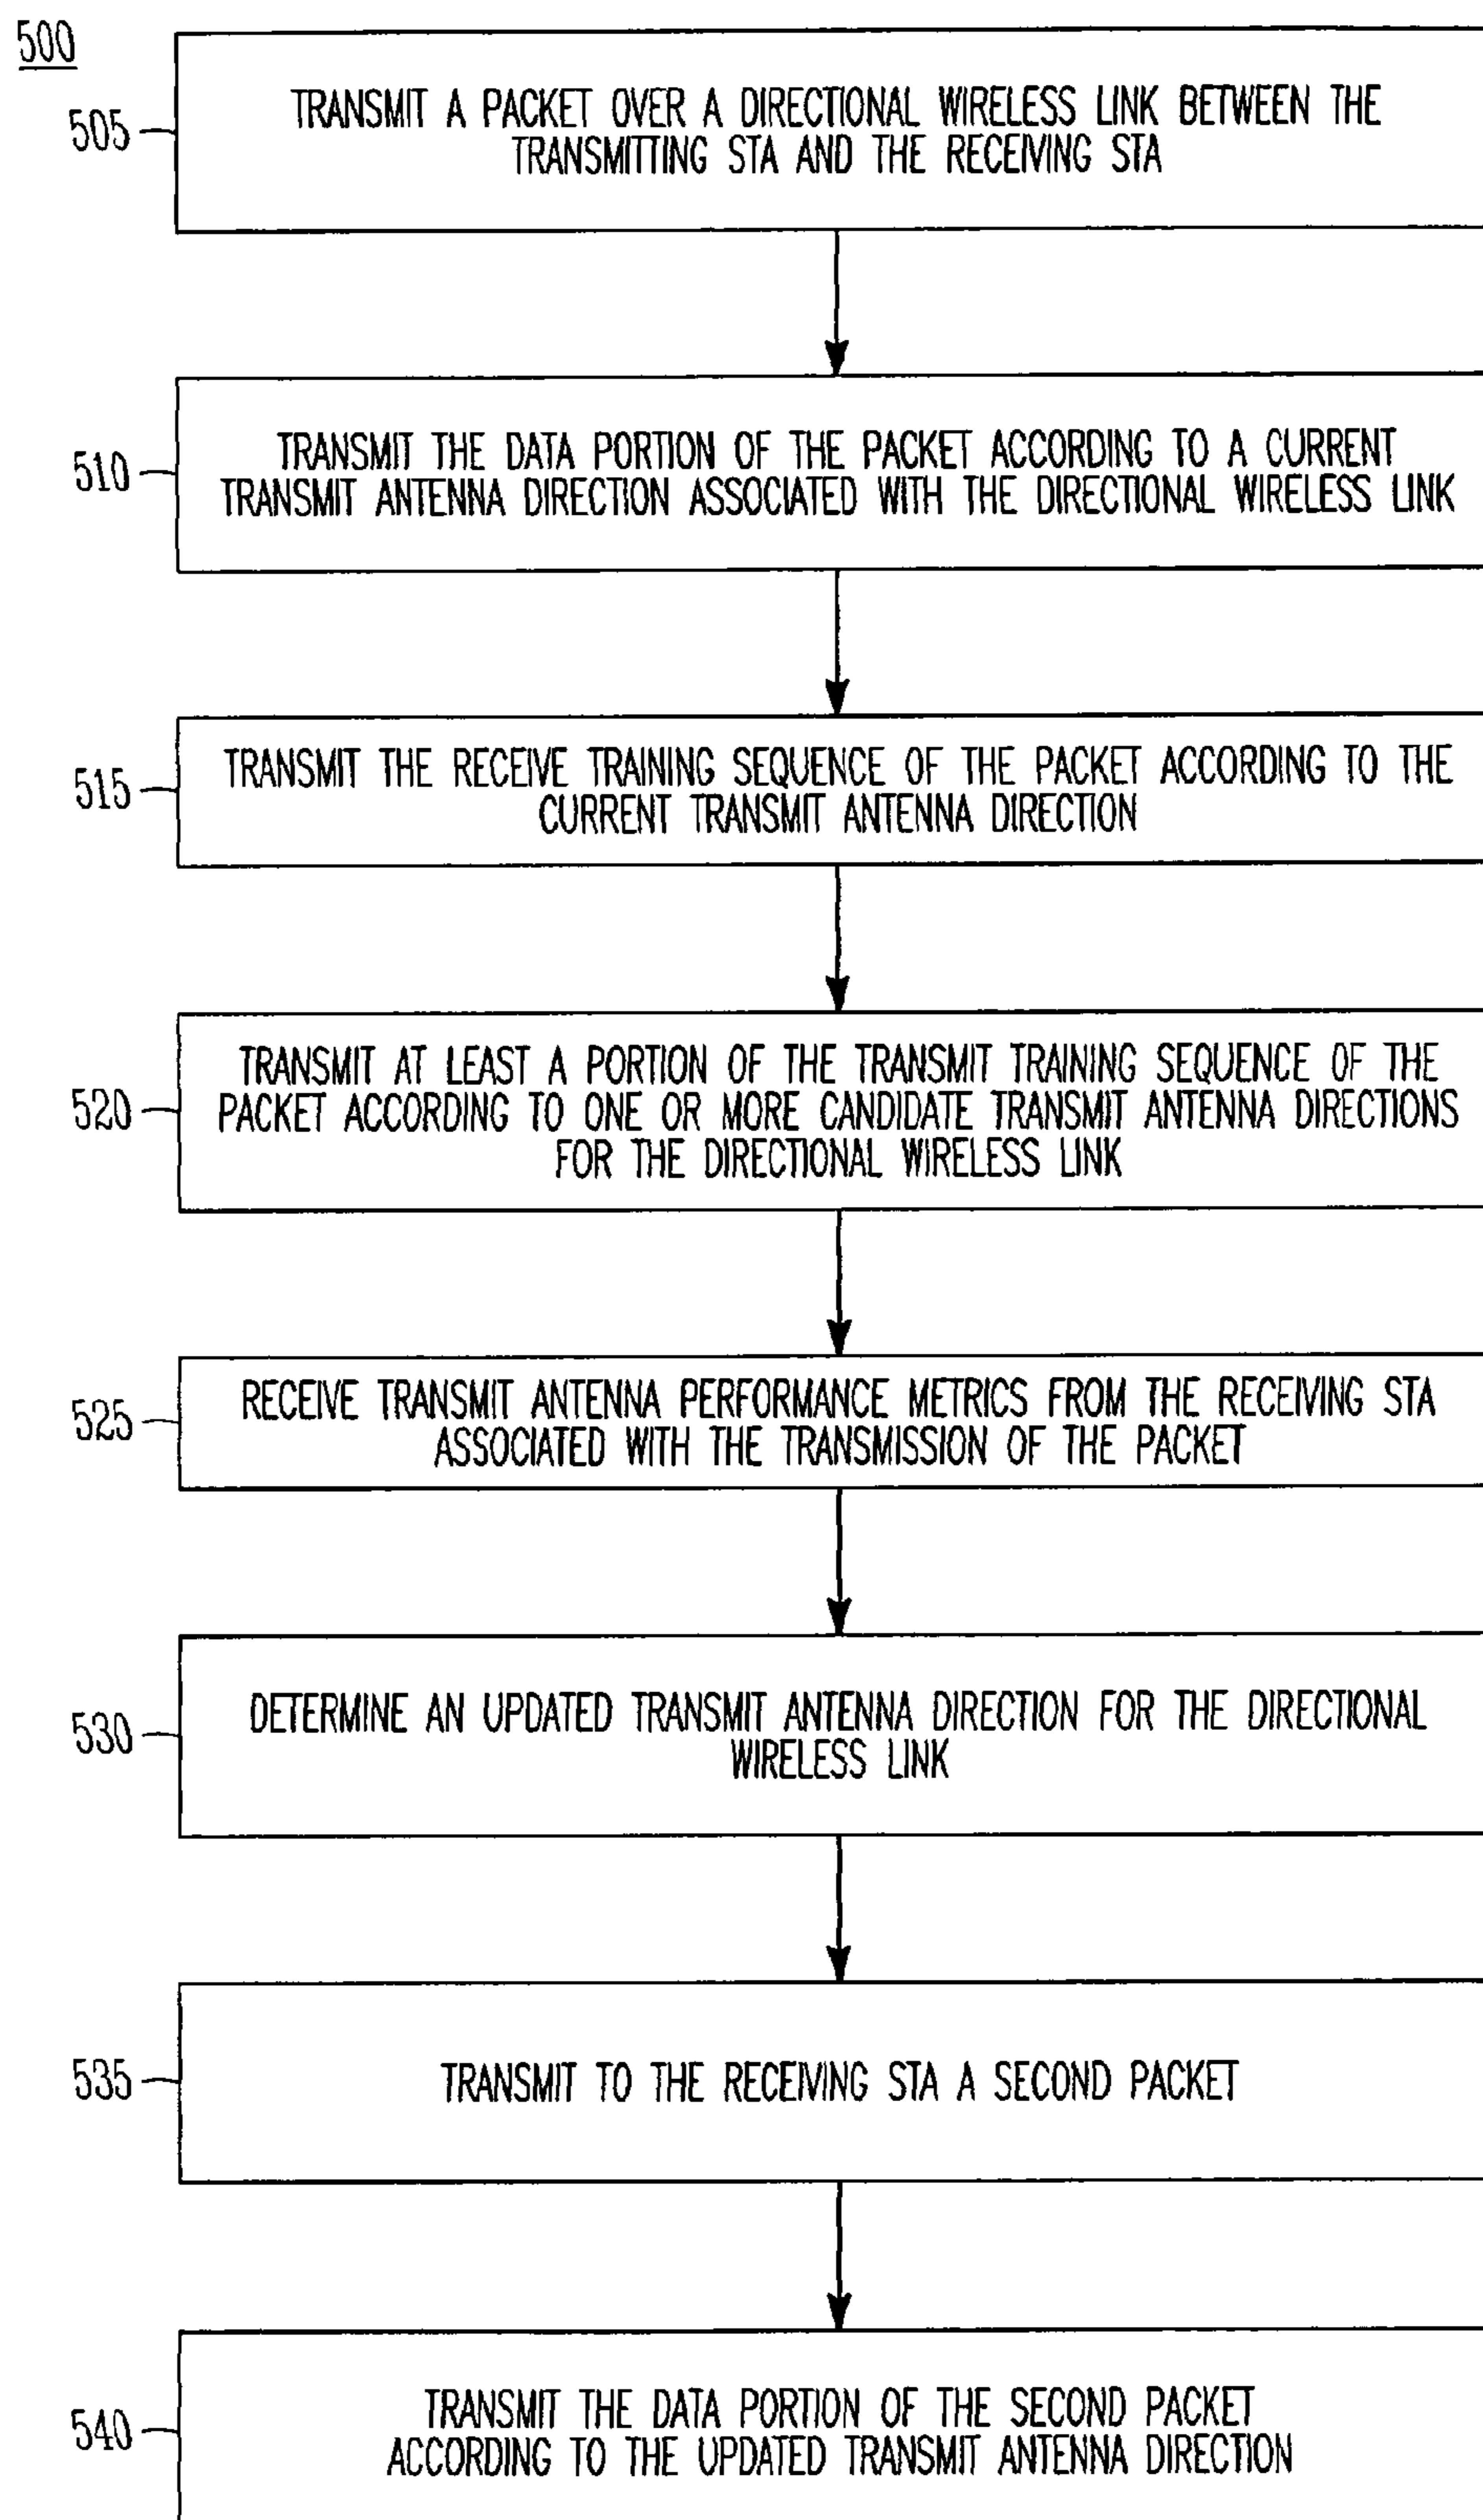 500
505
TRANSMIT A PACKET OVER A DIRECTIONAL WIRELESS LINK BETWEEN THE
TRANSMITTING STA AND THE RECEIVING STA
510
TRANSMIT THE DATA PORTION OF THE PACKET ACCORDING TO A CURRENT
TRANSMIT ANTENNA DIRECTION ASSOCIATED WITH THE DIRECTIONAL WIRELESS LINK
515
TRANSMIT THE RECEIVE TRAINING SEQUENCE OF THE PACKET ACCORDING TO THE
CURRENT TRANSMIT ANTENNA DIRECTION
520
TRANSMIT AT LEAST A PORTION OF THE TRANSMIT TRAINING SEQUENCE OF THE
PACKET ACCORDING TO ONE OR MORE CANDIDATE TRANSMIT ANTENNA DIRECTIONS
FOR THE DIRECTIONAL WIRELESS LINK
525
RECEIVE TRANSMIT ANTENNA PERFORMANCE METRICS FROM THE RECEIVING STA
ASSOCIATED WITH THE TRANSMISSION OF THE PACKET
530
DETERMINE AN UPDATED TRANSMIT ANTENNA DIRECTION FOR THE DIRECTIONAL
WIRELESS LINK
535
TRANSMIT TO THE RECEIVING STA A SECOND PACKET
540
TRANSMIT THE DATA PORTION OF THE SECOND PACKET
ACCORDING TO THE UPDATED TRANSMIT ANTENNA DIRECTION